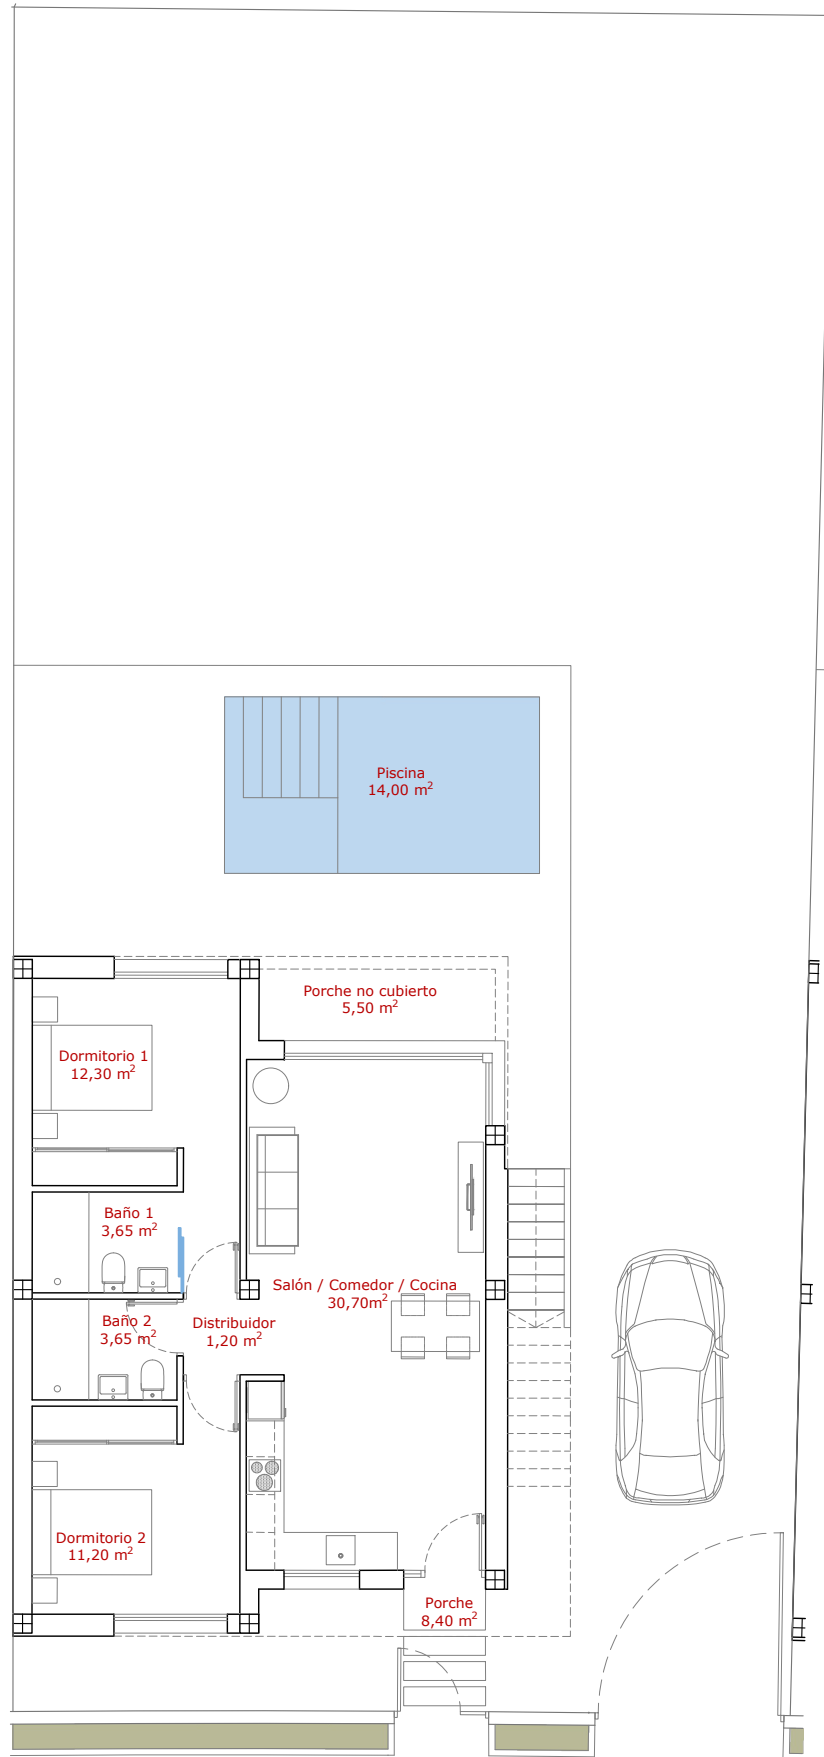 Piscina
14,00 m²
Porche no cubierto
5,50 m²
Dormitorio 1
12,30 m²
Baño 1
3,65 m²
Salón / Comedor / Cocina
30,70m²
Baño 2
3,65 m²
Distribuidor
1,20 m²
Dormitorio 2
11,20 m²
Porche
8,40 m²